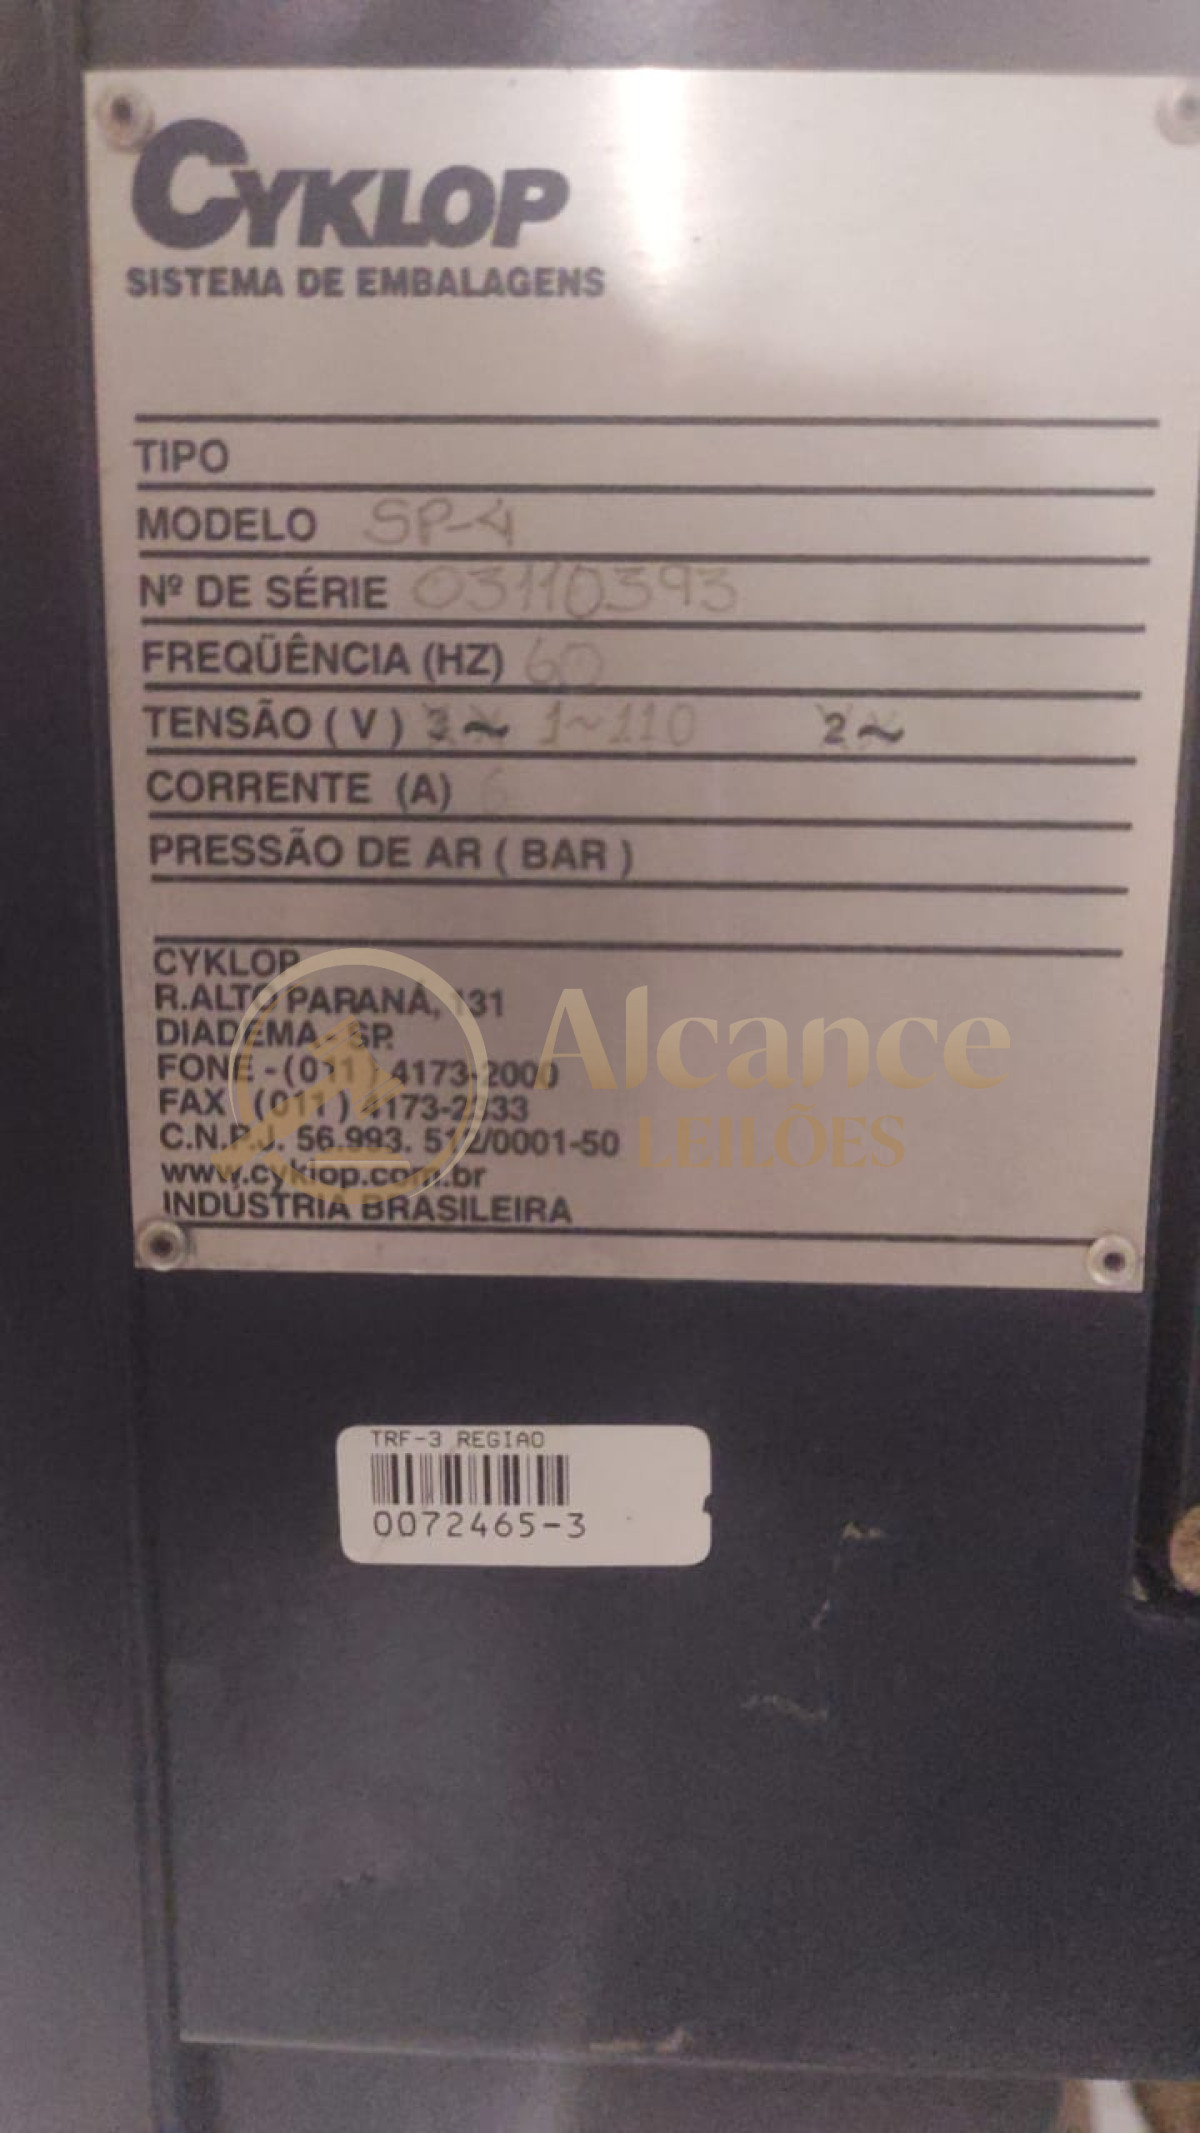 CYKLOP
SISTEMA DE EMBALAGENS
TIPO
MODELO SP-4
Nº DE SÉRIE 03110393
FREQÜÊNCIA (HZ) 60
TENSÃO ( V ) 3~ 1~110 2~
CORRENTE (A) 6
PRESSÃO DE AR ( BAR )
CYKLOP
R.ALTO PARANÁ, 131
DIADEMA - SP.
FONE - (011) 4173-2000
FAX (011) 4173-2333
C.N.P.J. 56.993. 512/0001-50
www.cyklop.com.br
INDÚSTRIA BRASILEIRA
Alcance
LEILÕES
TRF-3 REGIAO
0072465-3